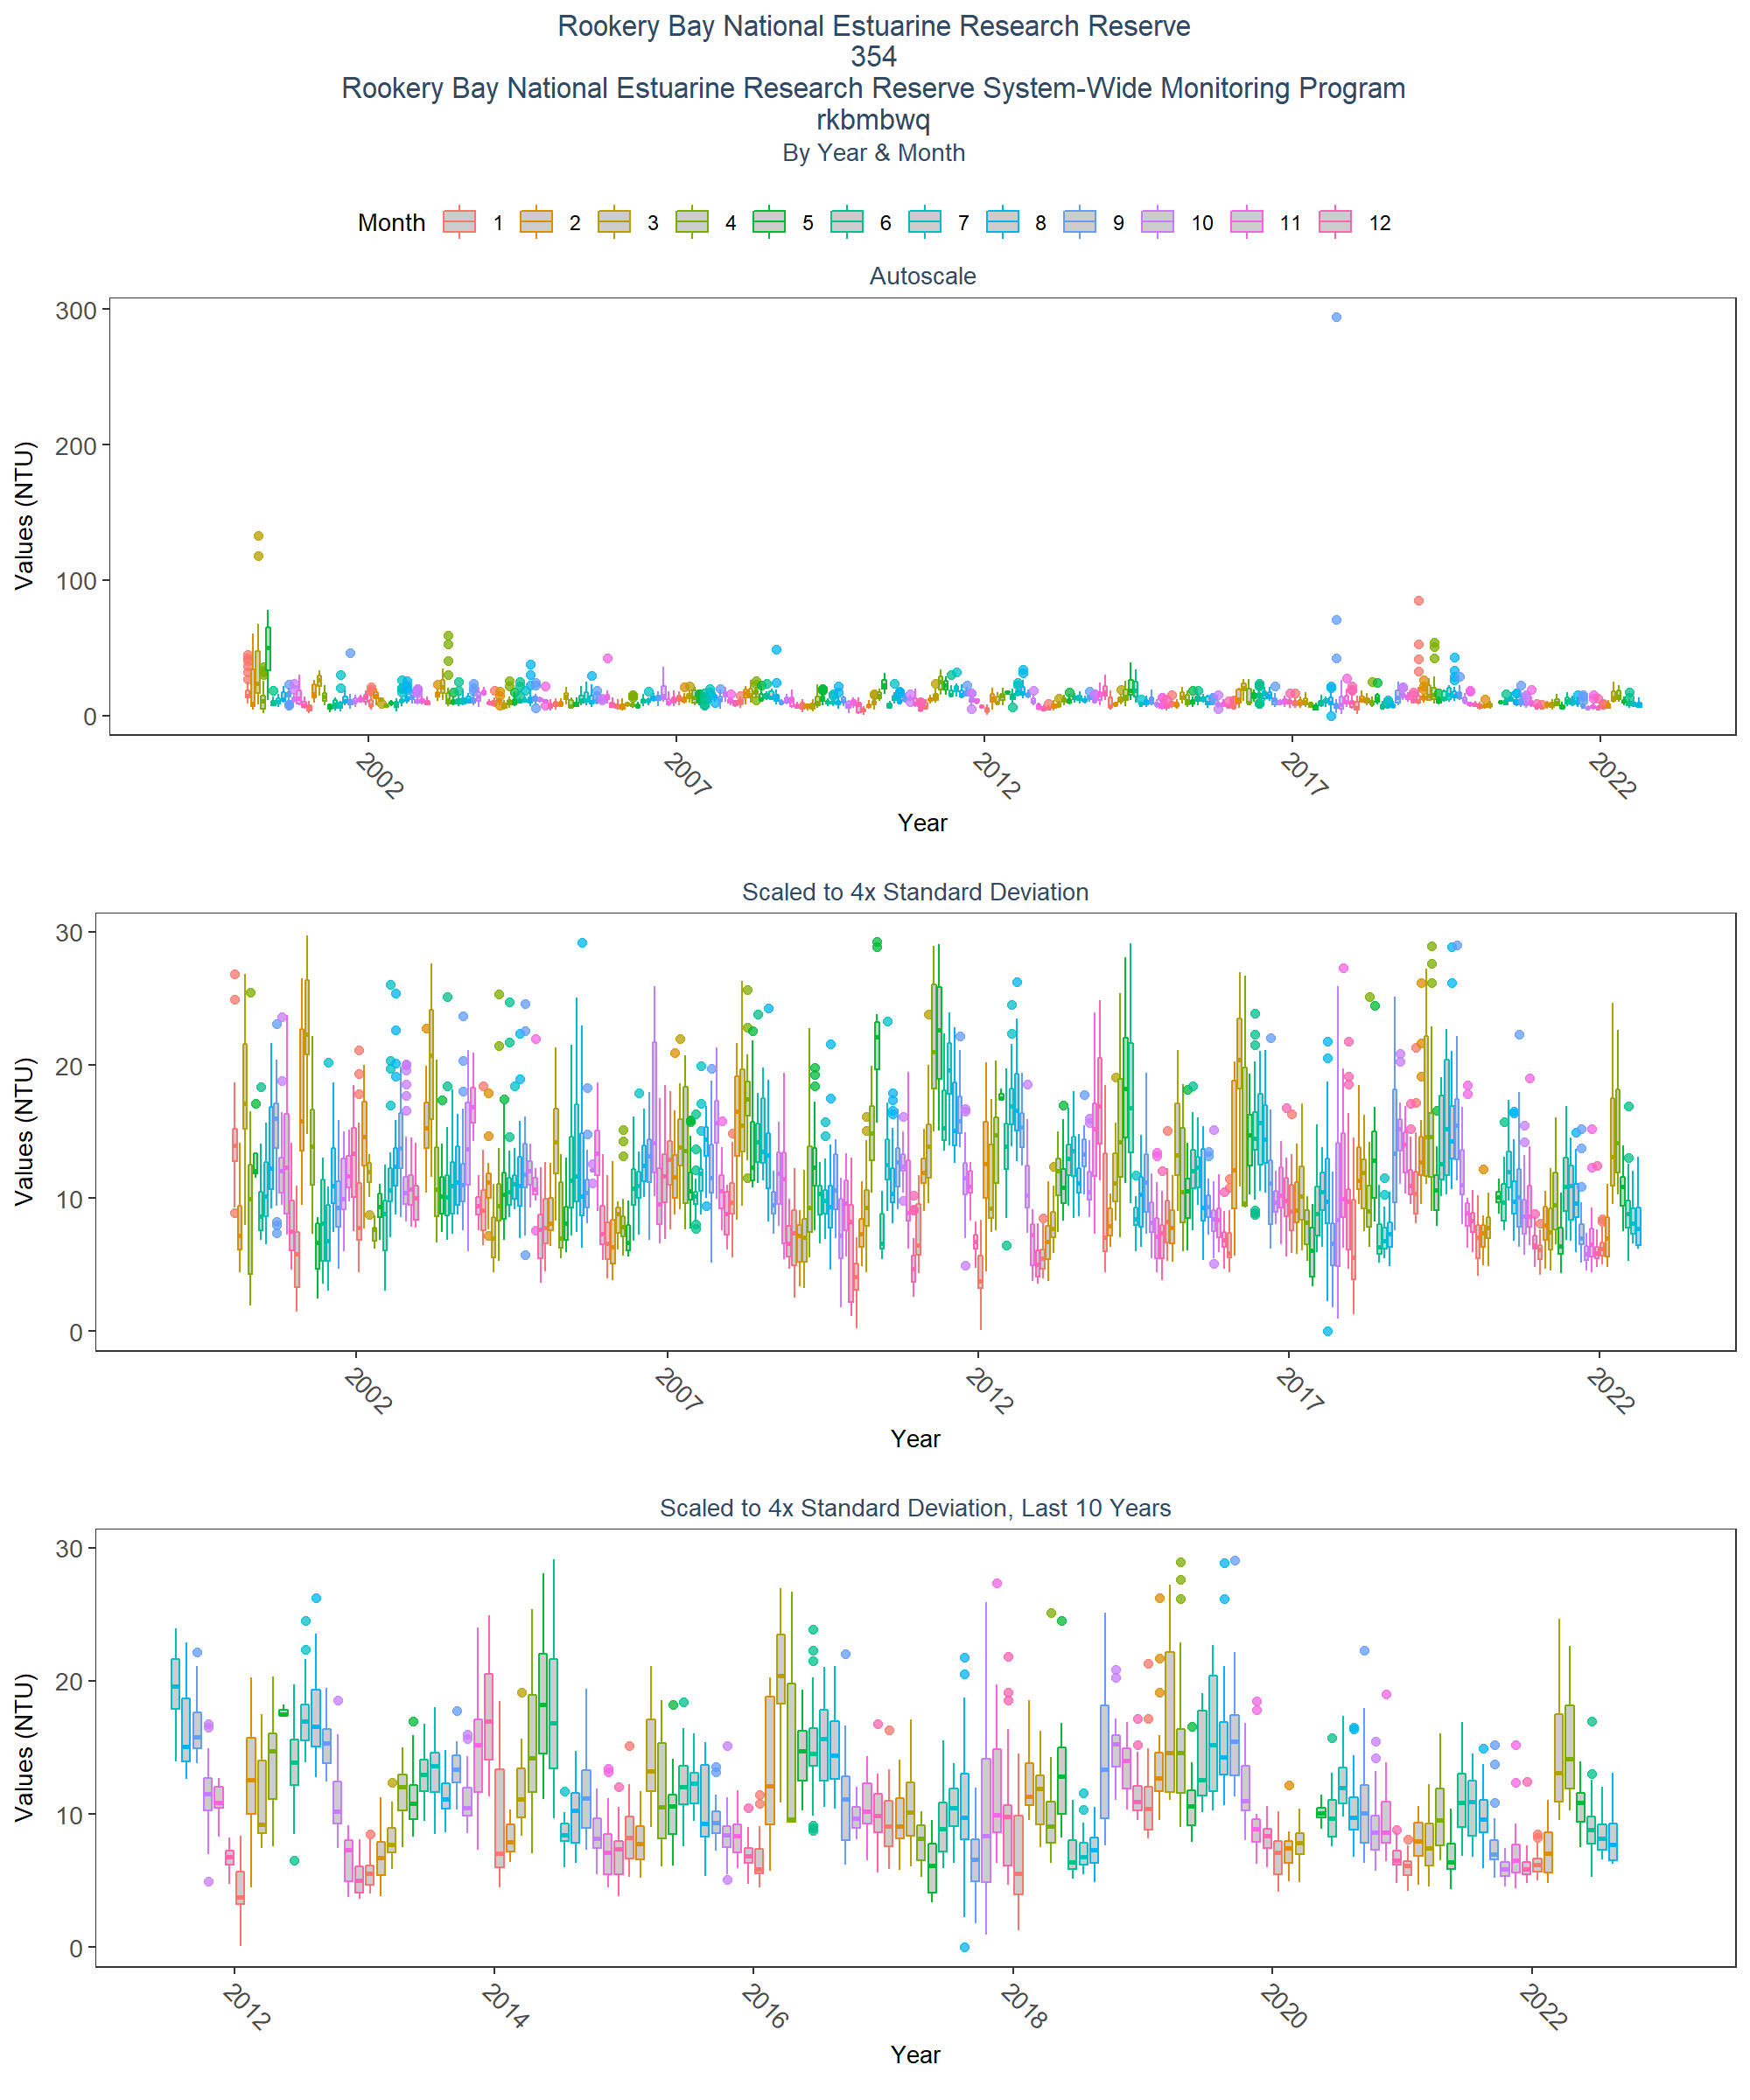 Rookery Bay National Estuarine Research Reserve
354
Rookery Bay National Estuarine Research Reserve System-Wide Monitoring Program
rkbmbwq
By Year & Month
Month 1 2 3 4 5 6 7 8 9 10 11 12
Autoscale
Values (NTU)
300
200
100
0
2002 2007 2012 2017 2022
Year
Scaled to 4x Standard Deviation
Values (NTU)
30
20
10
0
2002 2007 2012 2017 2022
Year
Scaled to 4x Standard Deviation, Last 10 Years
Values (NTU)
30
20
10
0
2012 2014 2016 2018 2020 2022
Year